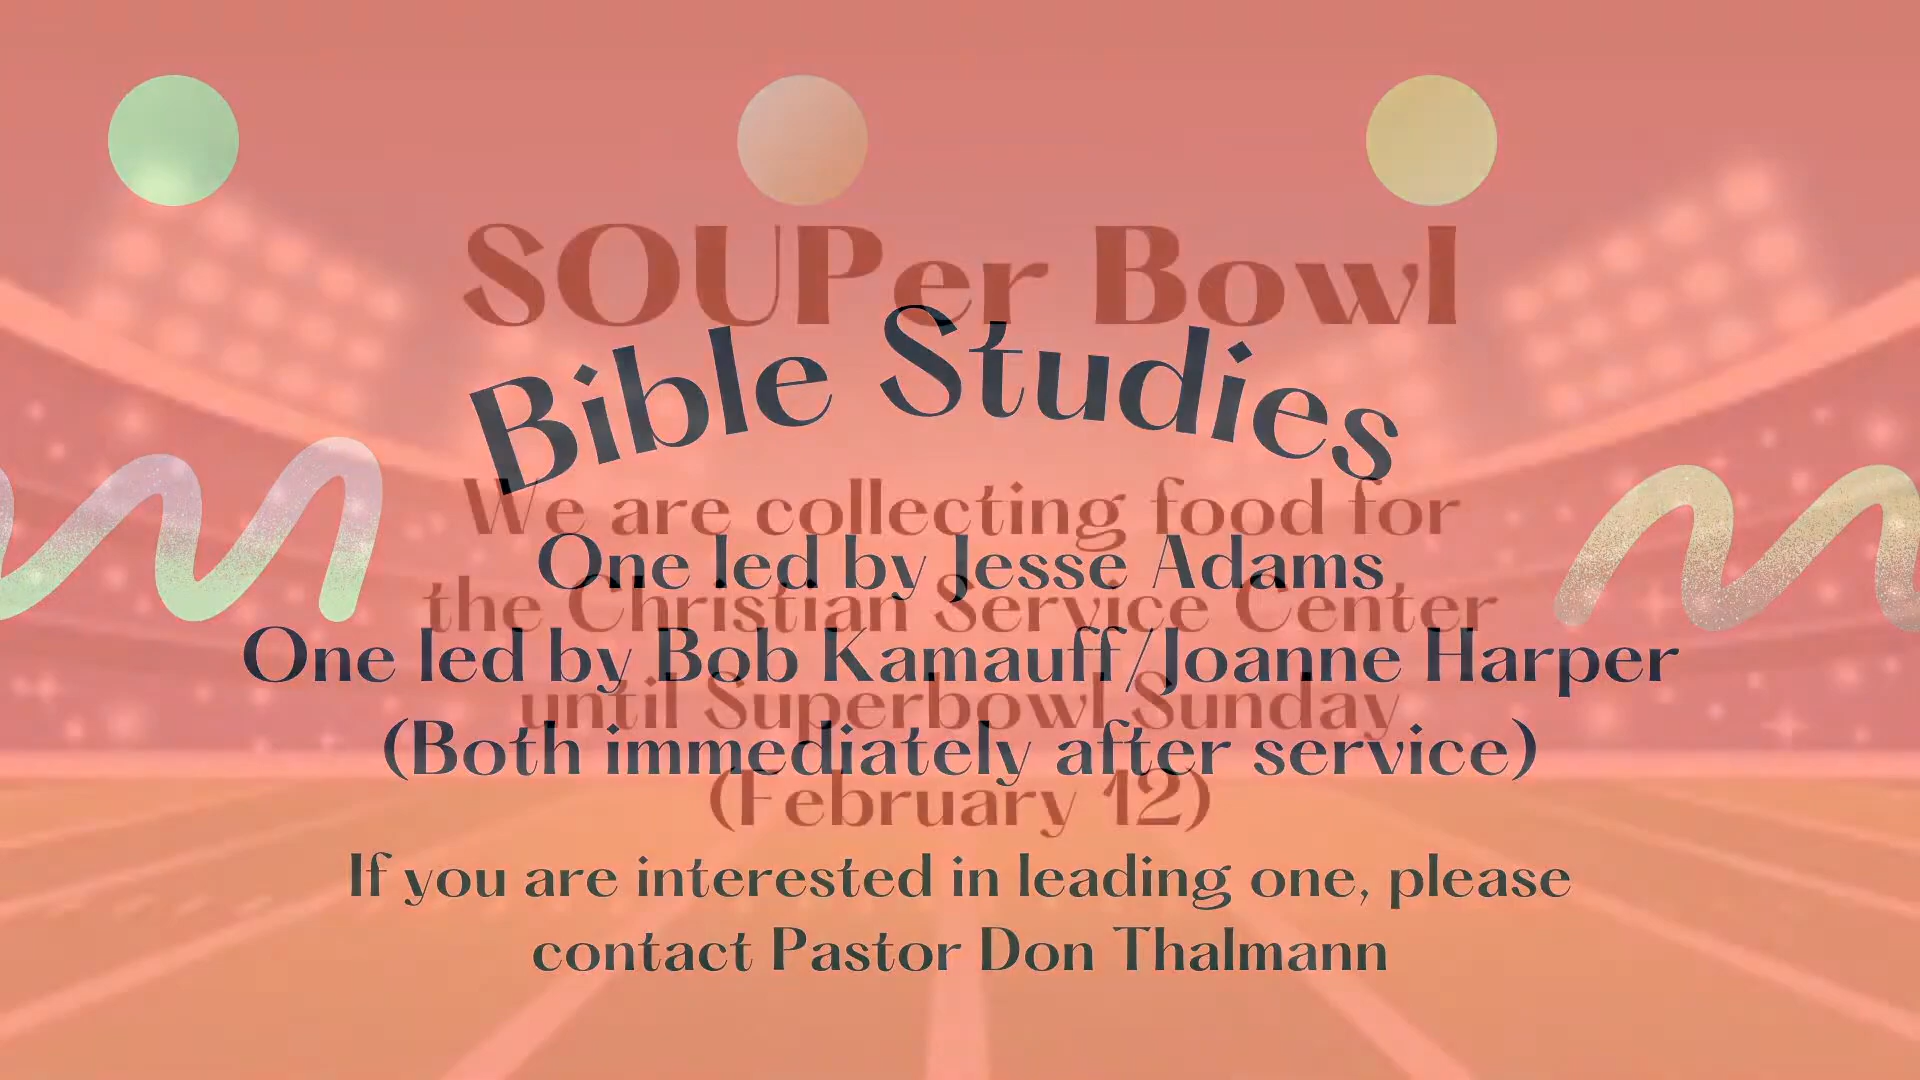 SOUPer Bowl
We are collecting food for
the Christian Service Center
until Superbowl Sunday
(February 12)
Bible Studies
One led by Jesse Adams
One led by Bob Kamauff/Joanne Harper
(Both immediately after service)
If you are interested in leading one, please
contact Pastor Don Thalmann